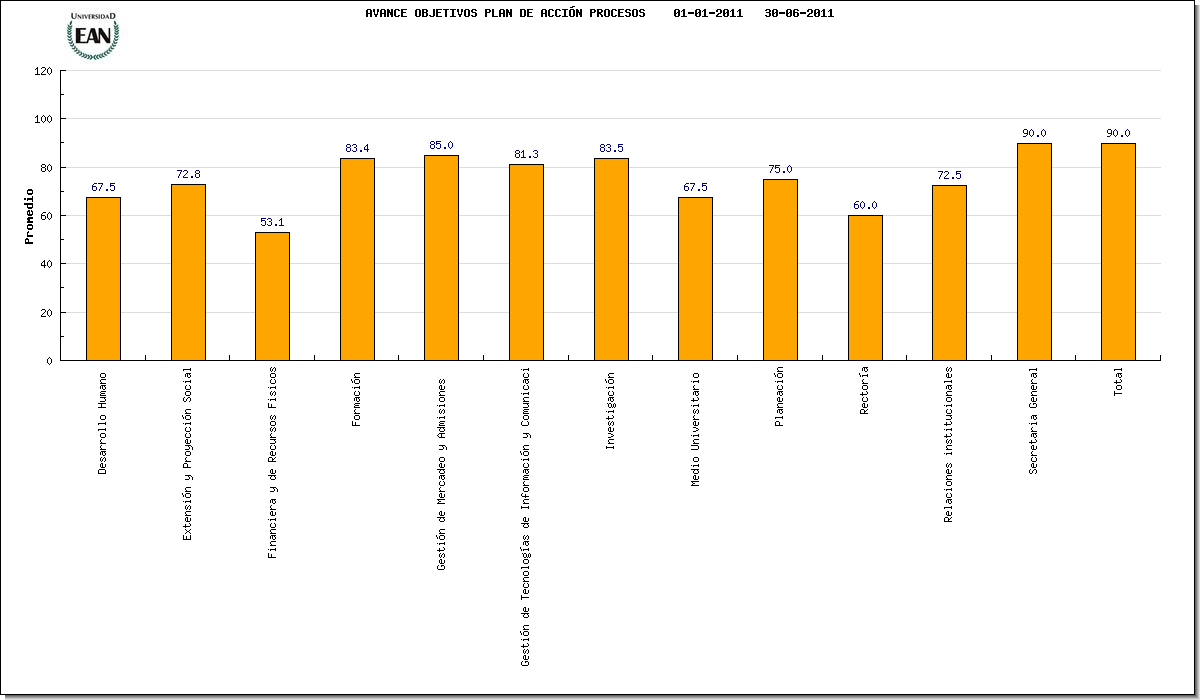 UNIVERSIDAD
EAN
AVANCE OBJETIVOS PLAN DE ACCIÓN PROCESOS 01-01-2011 30-06-2011
Promedio
120
100
80
60
40
20
0
67.5
72.8
53.1
83.4
85.0
81.3
83.5
67.5
75.0
60.0
72.5
90.0
90.0
Desarrollo Humano
Extensión y Proyección Social
Financiera y de Recursos Fisicos
Formación
Gestión de Mercadeo y Admisiones
Gestión de Tecnologías de Información y Comunicaci
Investigación
Medio Universitario
Planeación
Rectoría
Relaciones institucionales
Secretaria General
Total